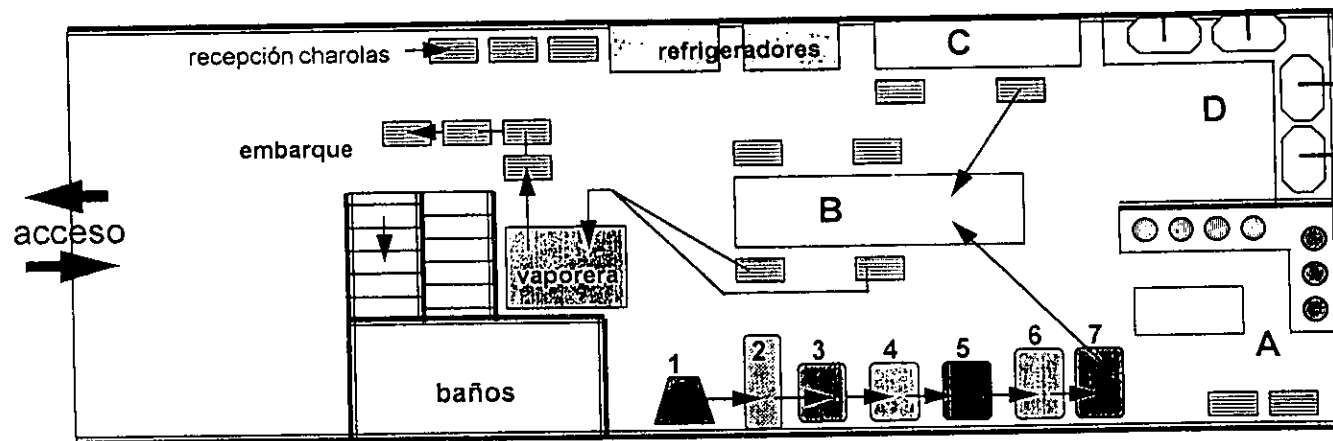 recepción charolas
refrigeradores
C
D
embarque
B
acceso
vaporera
A
baños
1
2
3
4
5
6
7